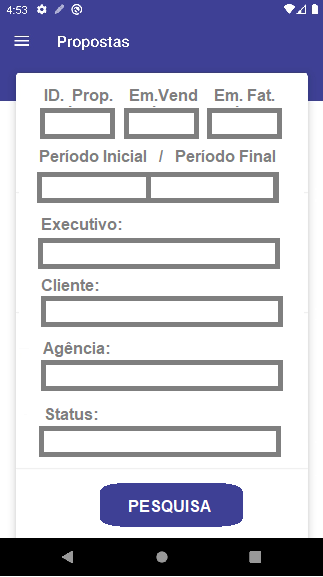 4:53
Propostas
ID. Prop. Em.Vend Em. Fat.
Período Inicial / Período Final
Executivo:
Cliente:
Agência:
Status:
PESQUISA